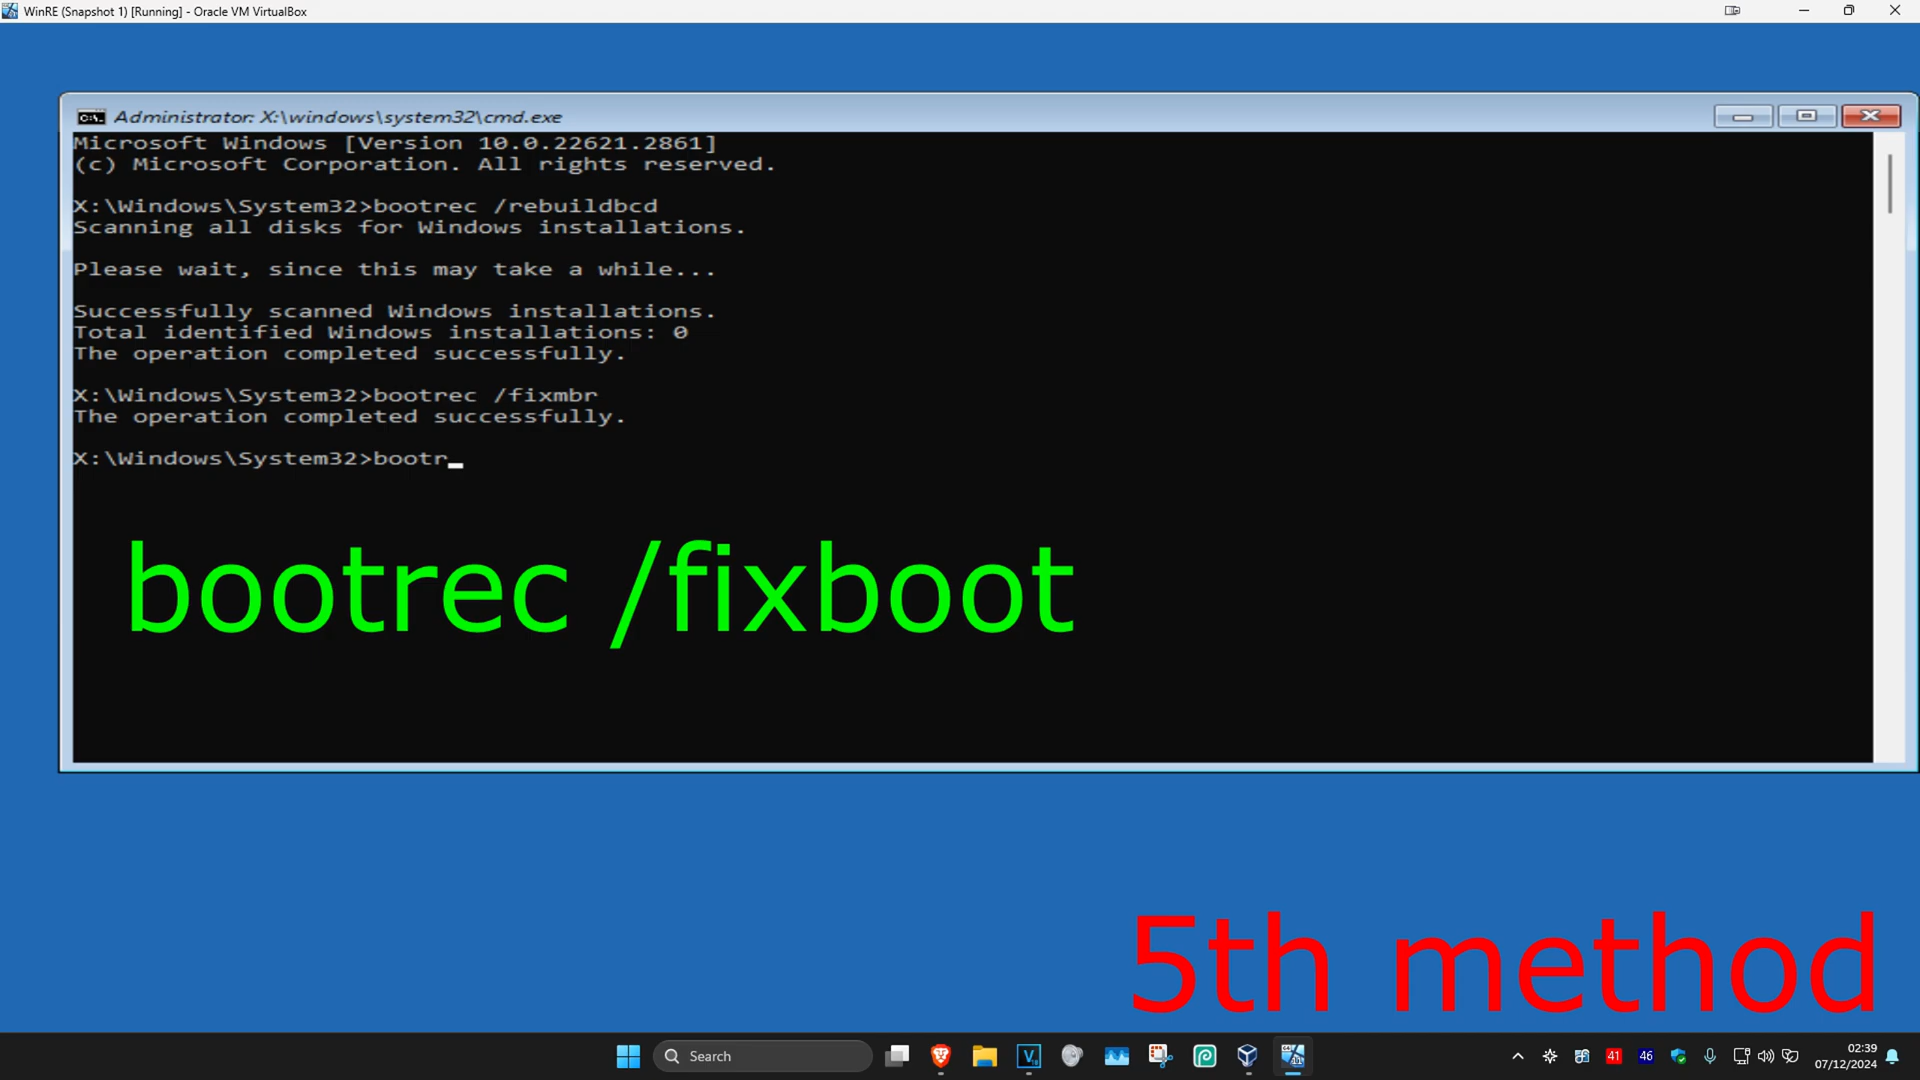 WinRE (Snapshot 1) [Running] - Oracle VM VirtualBox
Administrator: X:\windows\system32\cmd.exe
Microsoft Windows [Version 10.0.22621.2861]
(c) Microsoft Corporation. All rights reserved.
X:\Windows\System32>bootrec /rebuildbcd
Scanning all disks for Windows installations.
Please wait, since this may take a while...
Successfully scanned Windows installations.
Total identified Windows installations: 0
The operation completed successfully.
X:\Windows\System32>bootrec /fixmbr
The operation completed successfully.
X:\Windows\System32>bootr_
bootrec /fixboot
5th method
Search
41
46
02:39
07/12/2024